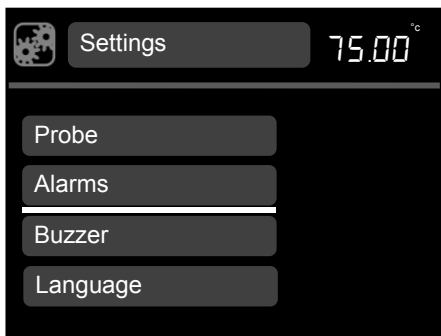 Settings 75.00 °c
Probe
Alarms
Buzzer
Language